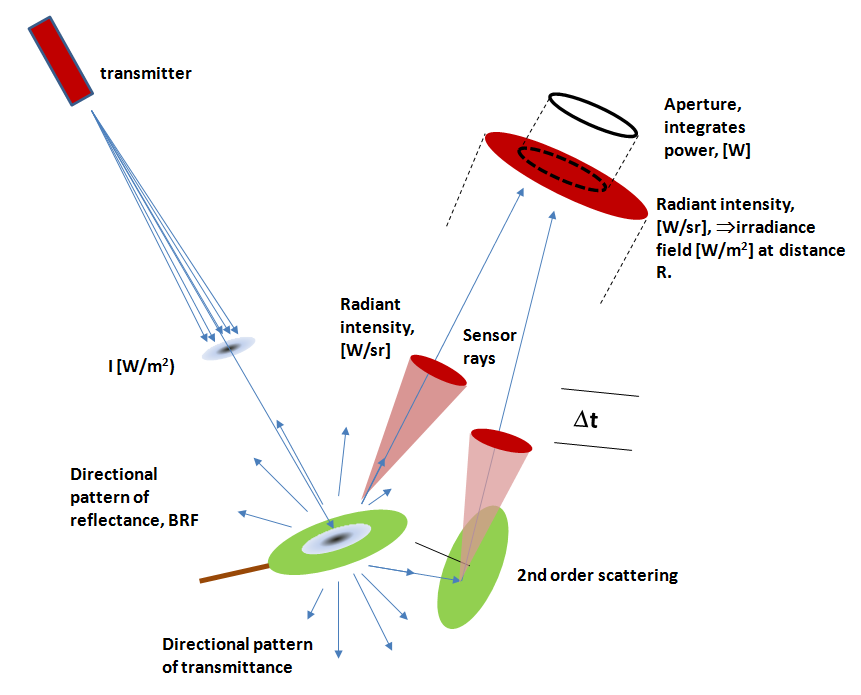 transmitter
Aperture,
integrates
power, [W]
Radiant intensity,
[W/sr], ⇒irradiance
field [W/m²] at distance
R.
Radiant
intensity,
[W/sr]
Sensor
rays
I [W/m²)
Δt
Directional
pattern of
reflectance, BRF
2nd order scattering
Directional pattern
of transmittance